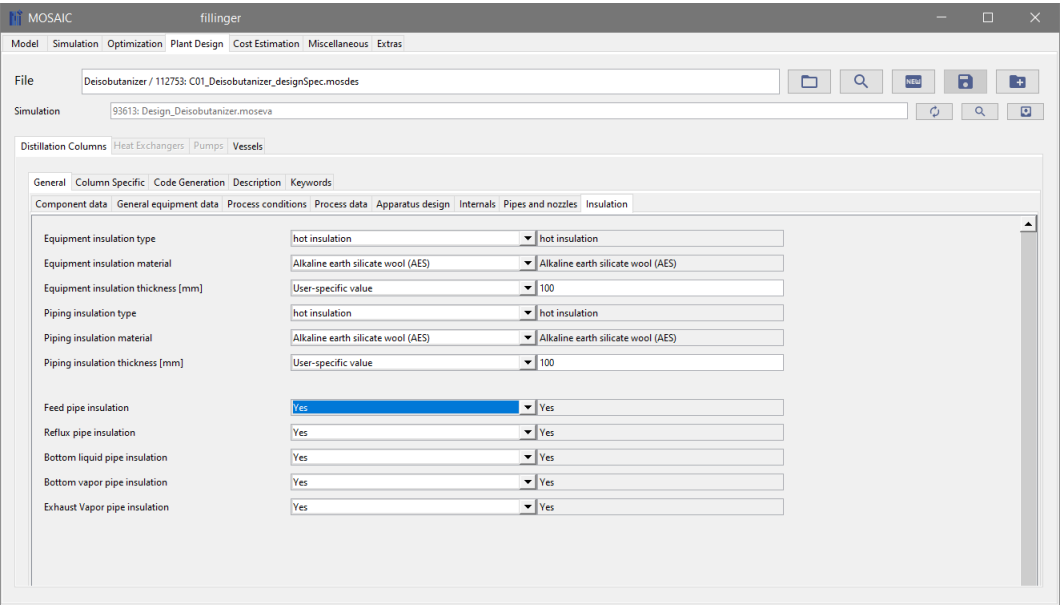 MOSAIC fillinger
Model Simulation Optimization Plant Design Cost Estimation Miscellaneous Extras
File Deisobutanizer / 112753: C01_Deisobutanizer_designSpec.mosdes NEW
Simulation 93613: Design_Deisobutanizer.moseva
Distillation Columns Heat Exchangers Pumps Vessels
General Column Specific Code Generation Description Keywords
Component data General equipment data Process conditions Process data Apparatus design Internals Pipes and nozzles Insulation
Equipment insulation type hot insulation hot insulation
Equipment insulation material Alkaline earth silicate wool (AES) Alkaline earth silicate wool (AES)
Equipment insulation thickness [mm] User-specific value 100
Piping insulation type hot insulation hot insulation
Piping insulation material Alkaline earth silicate wool (AES) Alkaline earth silicate wool (AES)
Piping insulation thickness [mm] User-specific value 100
Feed pipe insulation Yes Yes
Reflux pipe insulation Yes Yes
Bottom liquid pipe insulation Yes Yes
Bottom vapor pipe insulation Yes Yes
Exhaust Vapor pipe insulation Yes Yes